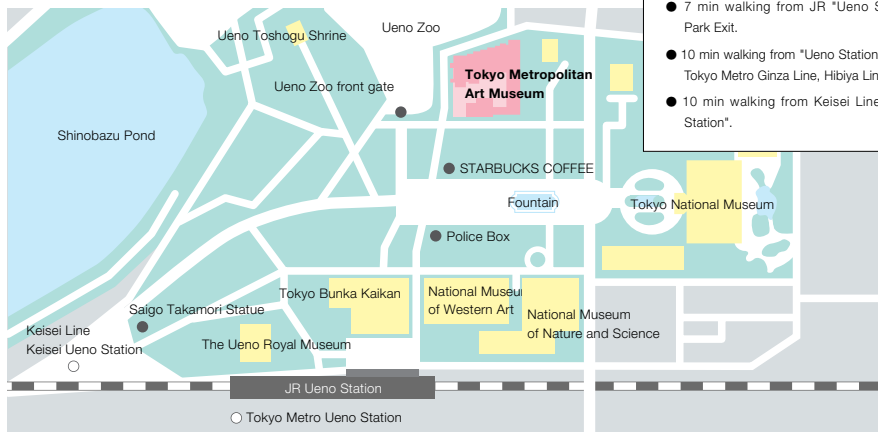 ● 7 min walking from JR "Ueno S
Park Exit.
● 10 min walking from "Ueno Station
Tokyo Metro Ginza Line, Hibiya Lin
● 10 min walking from Keisei Line
Station".
Ueno Zoo
Ueno Toshogu Shrine
Ueno Zoo front gate
Tokyo Metropolitan
Art Museum
Shinobazu Pond
STARBUCKS COFFEE
Fountain
Tokyo National Museum
Police Box
Tokyo Bunka Kaikan
National Museum
of Western Art
National Museum
of Nature and Science
Saigo Takamori Statue
The Ueno Royal Museum
Keisei Line
Keisei Ueno Station
JR Ueno Station
Tokyo Metro Ueno Station